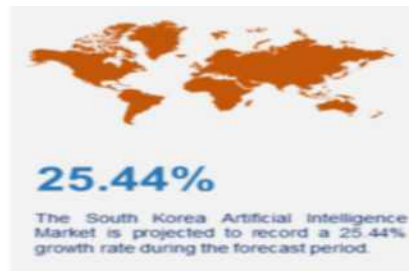 25.44%
The South Korea Artificial Intelligence
Market is projected to record a 25.44%
growth rate during the forecast period.